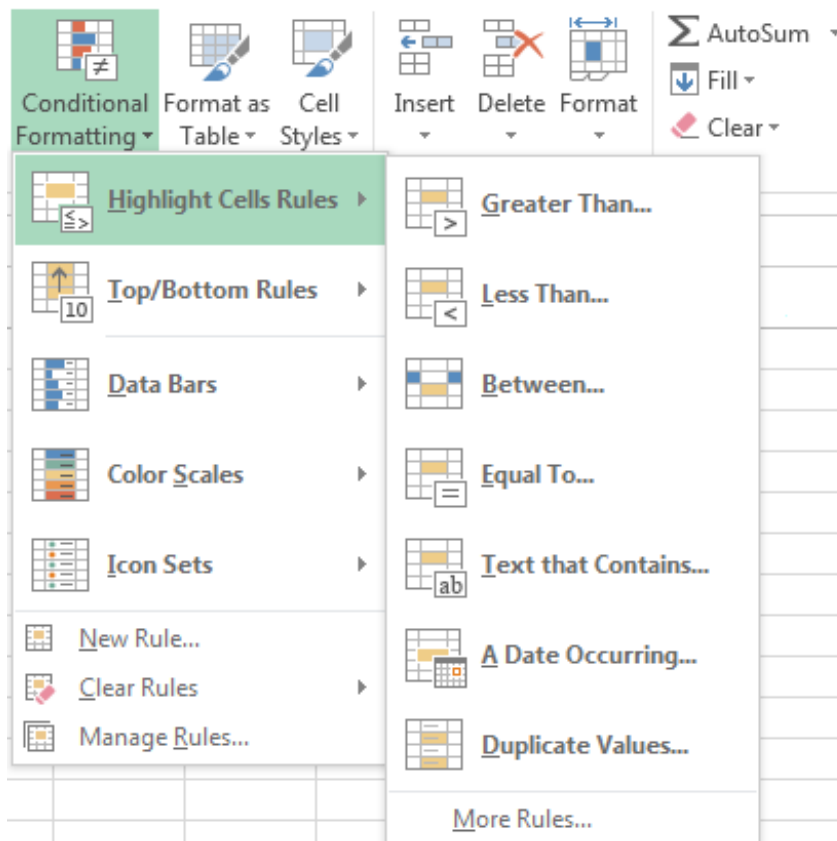 Conditional Formatting
Format as Table
Cell Styles
Insert
Delete
Format
AutoSum
Fill
Clear
Highlight Cells Rules
Top/Bottom Rules
10
Data Bars
Color Scales
Icon Sets
New Rule...
Clear Rules
Manage Rules...
Greater Than...
Less Than...
Between...
Equal To...
Text that Contains...
ab
A Date Occurring...
Duplicate Values...
More Rules...